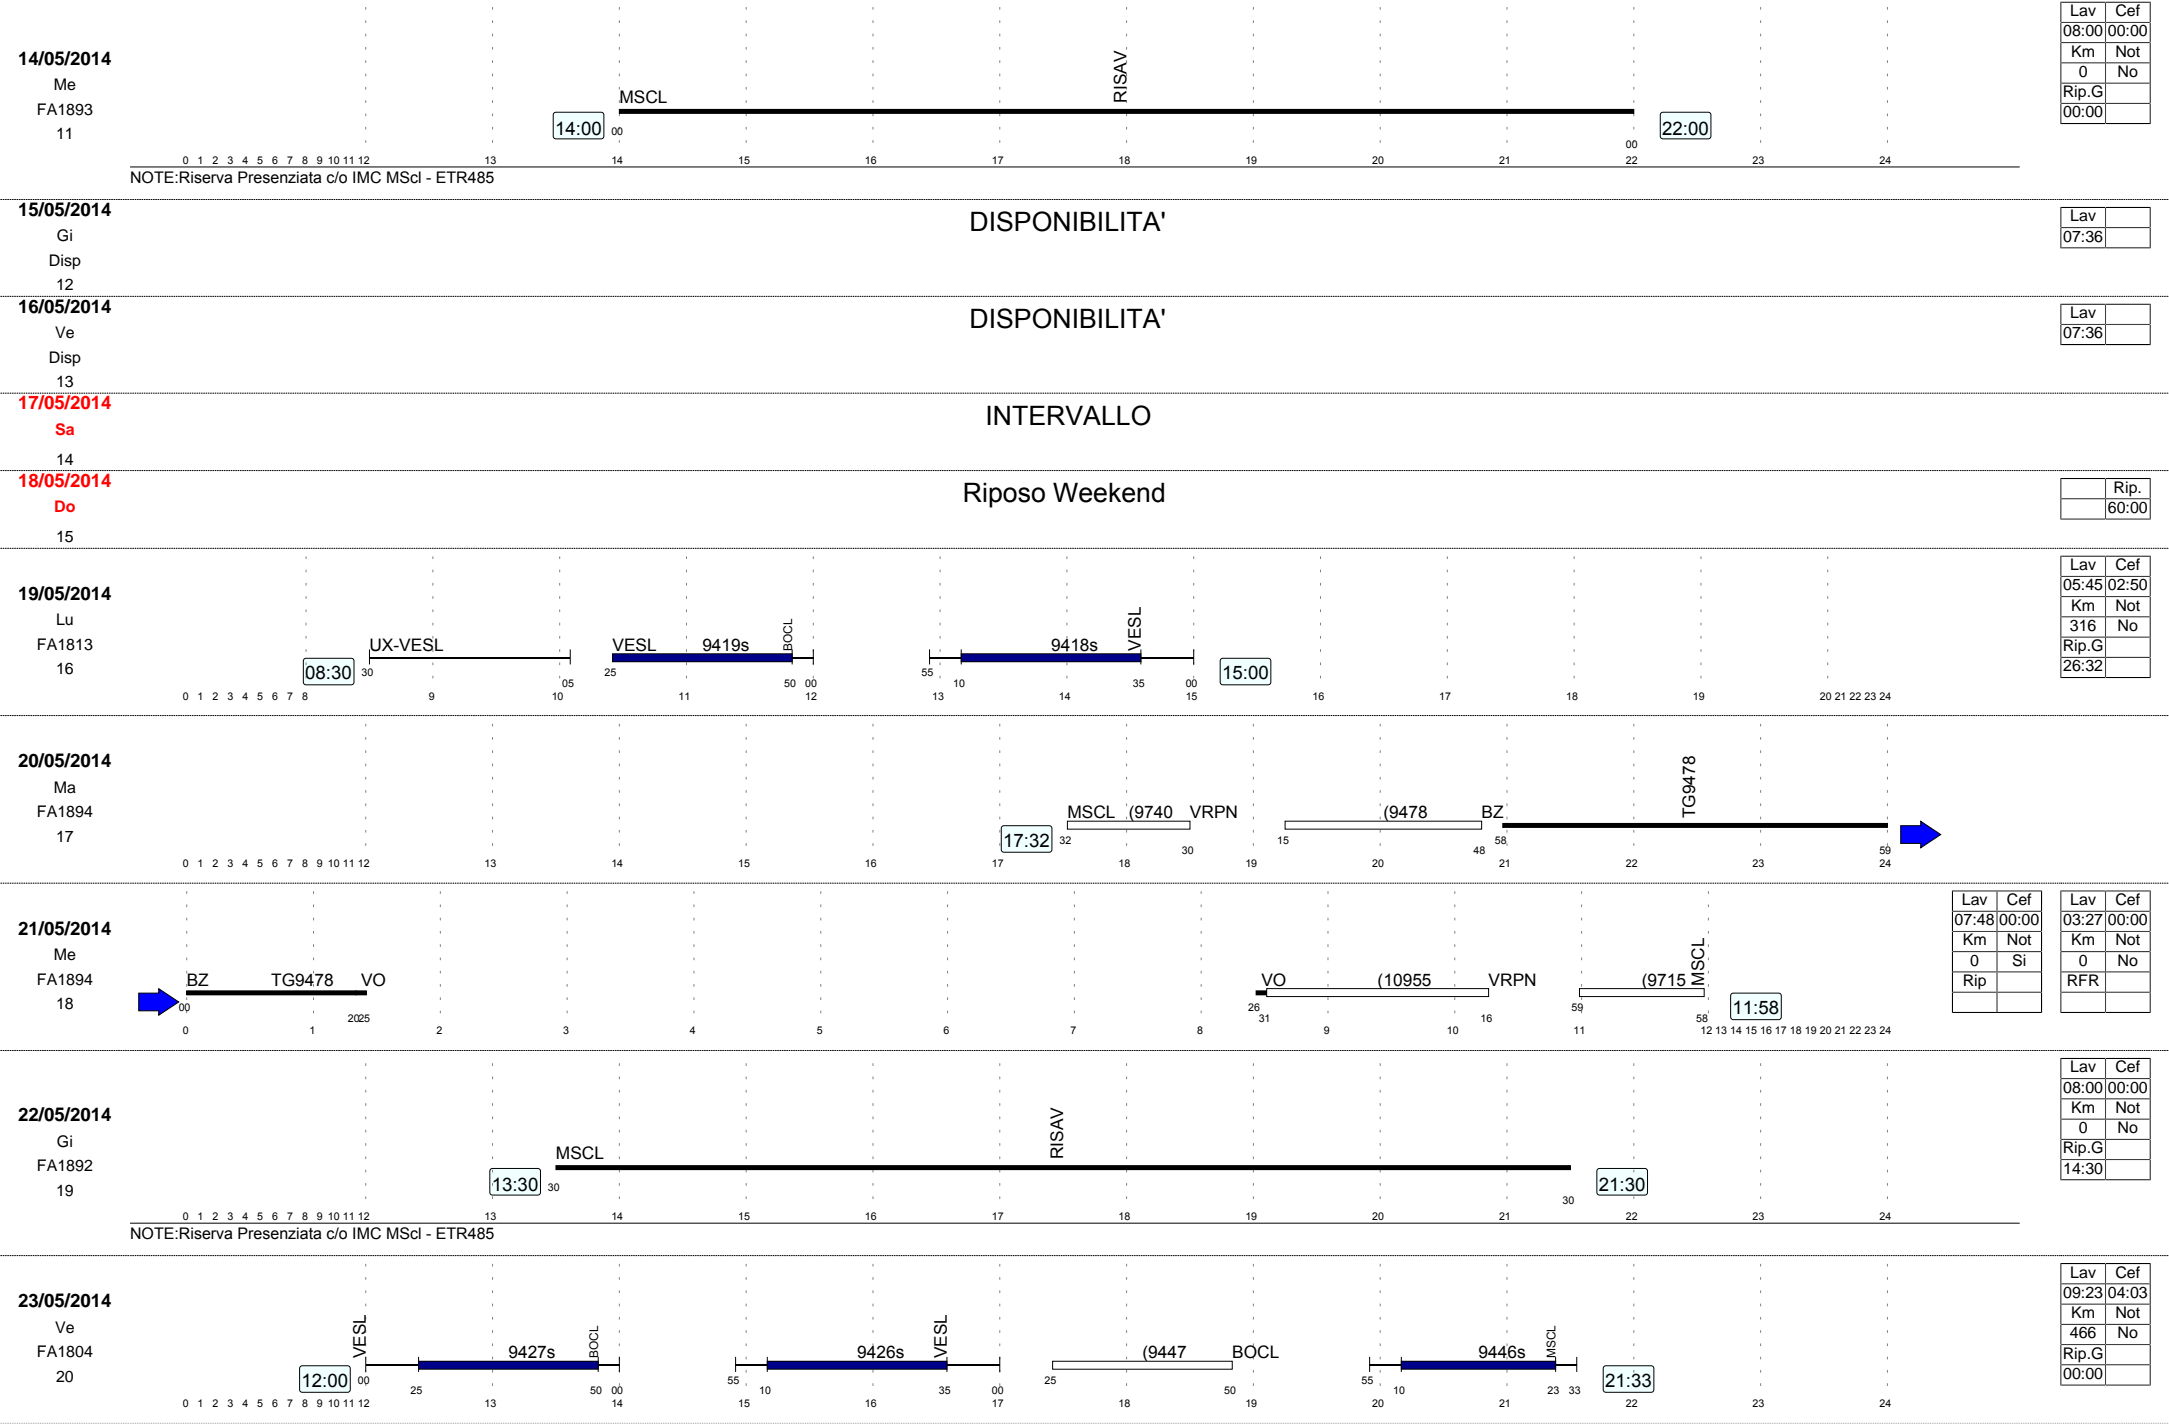 Lav Cef
08:00 00:00
Km Not
0 No
Rip.G
00:00
14/05/2014
Me
FA1893
11
MSCL
RISAV
14:00 00
00 22:00
0 1 2 3 4 5 6 7 8 9 10 11 12 13 14 15 16 17 18 19 20 21 22 23 24
NOTE:Riserva Presenziata c/o IMC MScl - ETR485
15/05/2014
Gi
Disp
12
DISPONIBILITA'
Lav
07:36
16/05/2014
Ve
Disp
13
DISPONIBILITA'
Lav
07:36
17/05/2014
Sa
14
INTERVALLO
18/05/2014
Do
15
Riposo Weekend
Rip.
60:00
19/05/2014
Lu
FA1813
16
UX-VESL VESL 9419s BOCL 9418s VESL
08:30 30 05 25 50 00 55 10 35 00 15:00
0 1 2 3 4 5 6 7 8 9 10 11 12 13 14 15 16 17 18 19 20 21 22 23 24
Lav Cef
05:45 02:50
Km Not
316 No
Rip.G
26:32
20/05/2014
Ma
FA1894
17
MSCL (9740 VRPN (9478 BZ TG9478
17:32 32 30 15 48 58 59
0 1 2 3 4 5 6 7 8 9 10 11 12 13 14 15 16 17 18 19 20 21 22 23 24
21/05/2014
Me
FA1894
18
BZ TG9478 VO VO (10955 VRPN (9715 MSCL
00 20 25 26 31 16 59 58 11:58
0 1 2 3 4 5 6 7 8 9 10 11 12 13 14 15 16 17 18 19 20 21 22 23 24
Lav Cef
07:48 00:00
Km Not
0 Si
Rip
Lav Cef
03:27 00:00
Km Not
0 No
RFR
22/05/2014
Gi
FA1892
19
MSCL
RISAV
13:30 30
30 21:30
0 1 2 3 4 5 6 7 8 9 10 11 12 13 14 15 16 17 18 19 20 21 22 23 24
NOTE:Riserva Presenziata c/o IMC MScl - ETR485
Lav Cef
08:00 00:00
Km Not
0 No
Rip.G
14:30
23/05/2014
Ve
FA1804
20
VESL 9427s BOCL 9426s VESL (9447 BOCL 9446s MSCL
12:00 00 25 50 00 55 10 35 00 25 50 55 10 23 33 21:33
0 1 2 3 4 5 6 7 8 9 10 11 12 13 14 15 16 17 18 19 20 21 22 23 24
Lav Cef
09:23 04:03
Km Not
466 No
Rip.G
00:00